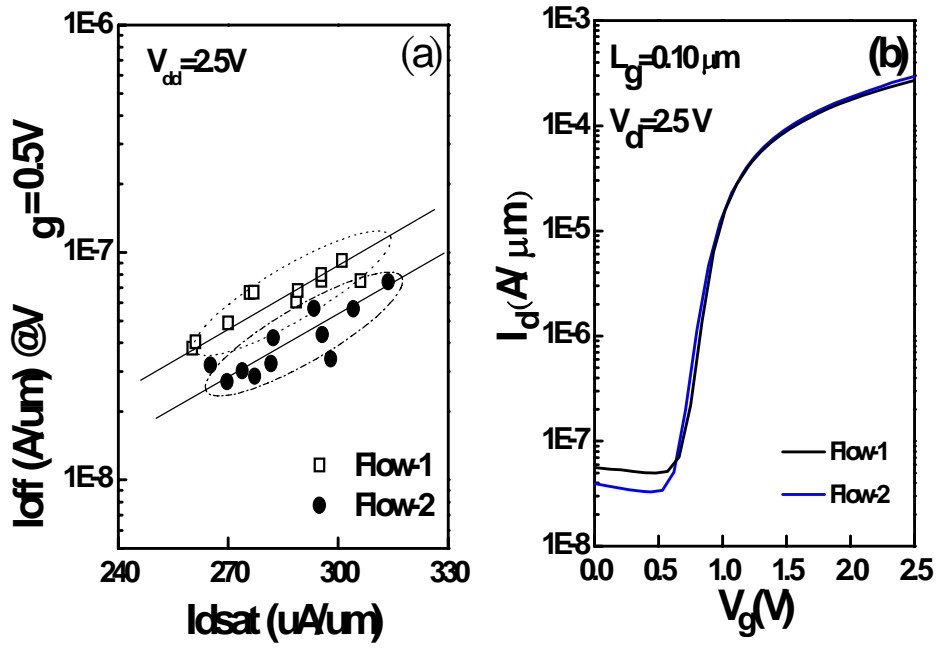 1E-6
V_dd=2.5V
(a)
1E-7
1E-8
Ioff (A/um) @V g=0.5V
Flow-1
Flow-2
240
270
300
330
Idsat (uA/um)
1E-3
L_g=0.10 μm
(b)
V_d=2.5 V
1E-4
1E-5
1E-6
1E-7
1E-8
I_d(A/ μm)
Flow-1
Flow-2
0.0
0.5
1.0
1.5
2.0
2.5
V_g(V)